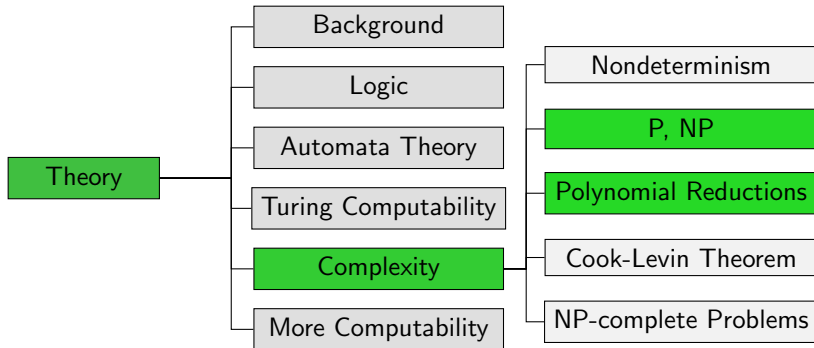 Theory
Background
Logic
Automata Theory
Turing Computability
Complexity
More Computability
Nondeterminism
P, NP
Polynomial Reductions
Cook-Levin Theorem
NP-complete Problems